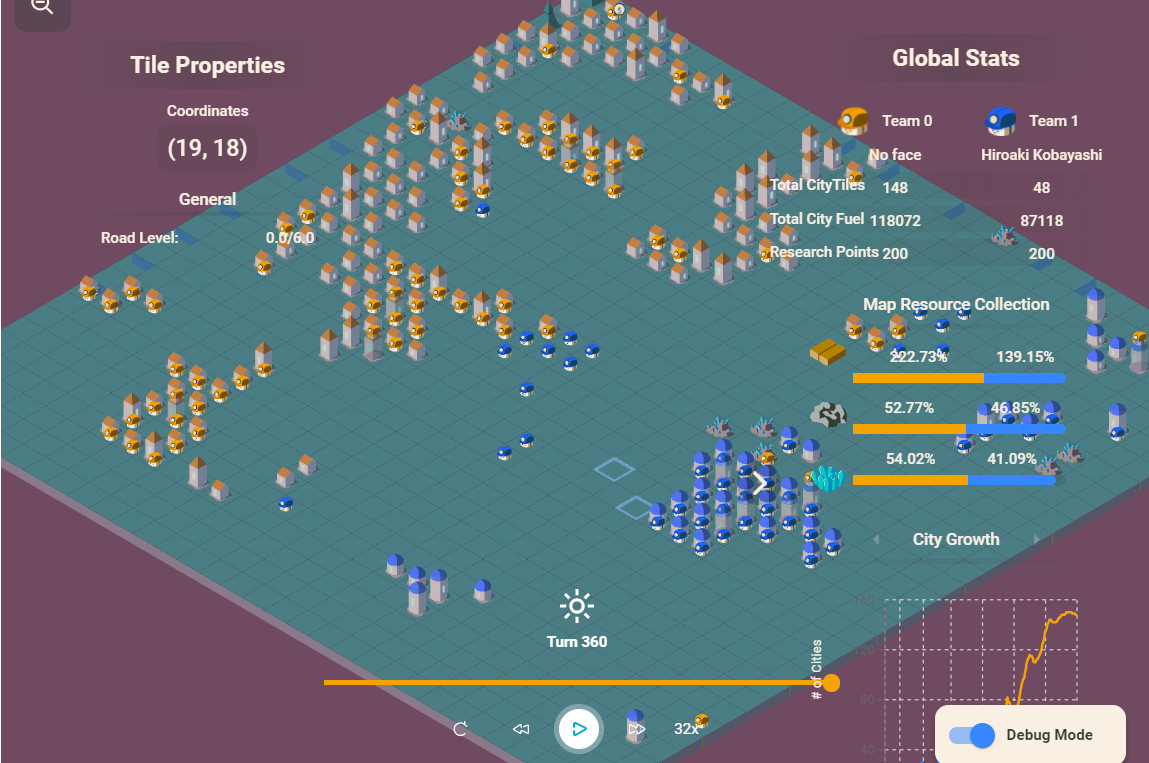 Tile Properties
Coordinates
(19, 18)
General
Road Level: 0.0/6.0
Global Stats
Team 0 Team 1
No face Hiroaki Kobayashi
Total CityTiles 148 48
Total City Fuel 118072 87118
Research Points 200 200
Map Resource Collection
222.73% 139.15%
52.77% 46.85%
54.02% 41.09%
City Growth
# of Cities
160
120
80
40
Turn 360
32x
Debug Mode